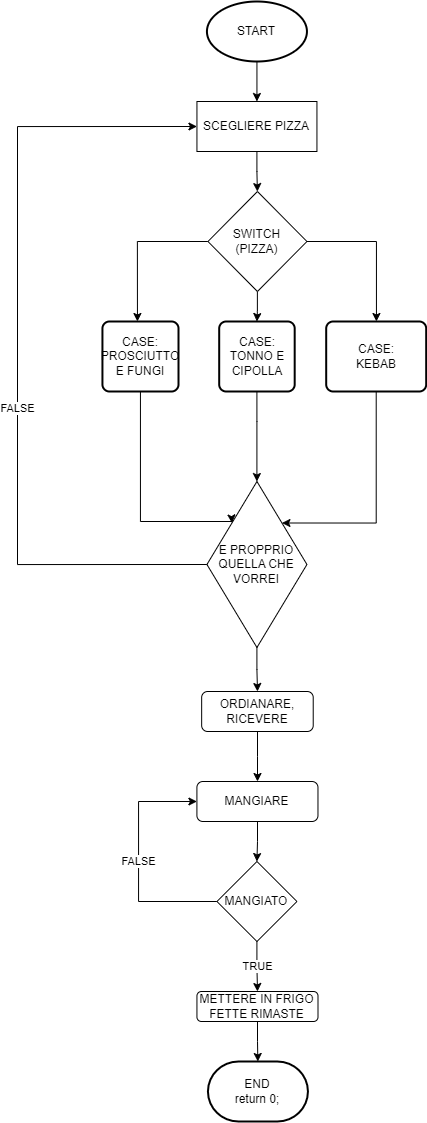 START
SCEGLIERE PIZZA
SWITCH
(PIZZA)
CASE:
PROSCIUTTO
E FUNGI
CASE:
TONNO E
CIPOLLA
CASE:
KEBAB
FALSE
E PROPPRIO
QUELLA CHE
VORREI
ORDIANARE,
RICEVERE
MANGIARE
FALSE
MANGIATO
TRUE
METTERE IN FRIGO
FETTE RIMASTE
END
return 0;